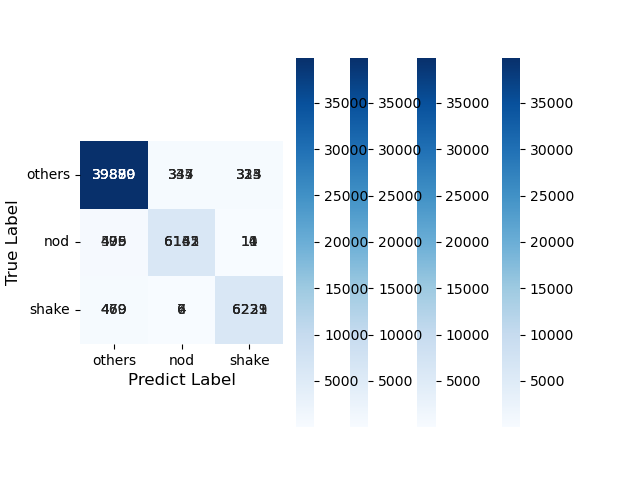 others
nod
shake
True Label
others nod shake
Predict Label
35000 35000 35000 35000
30000 30000 30000 30000
25000 25000 25000 25000
20000 20000 20000 20000
15000 15000 15000 15000
10000 10000 10000 10000
5000 5000 5000 5000